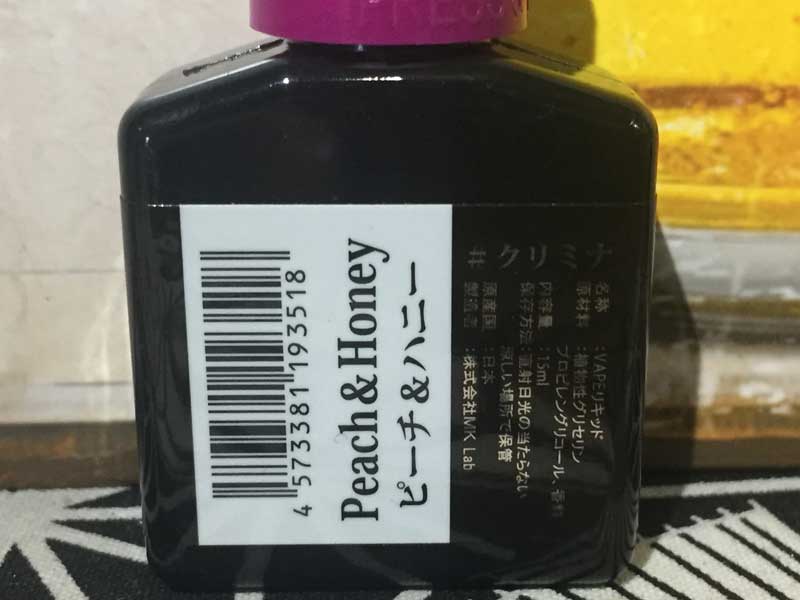 PRESS
Peach&Honey
ピーチ&ハニー
4 573381 193518
クリミナ
名称 :VAPEリキッド
原材料 :植物性グリセリン
プロピレングリコール、香料
内容量 :15ml
保存方法:直射日光の当たらない
涼しい場所で保管
原産国 :日本
製造者 :株式会社MK Lab